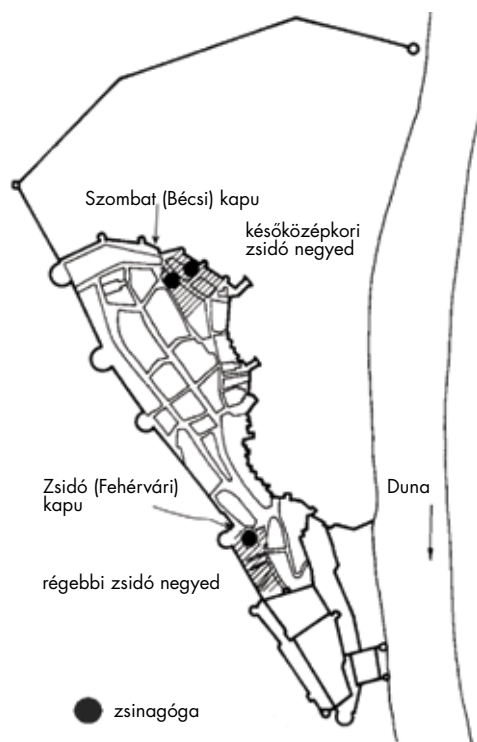 Szombat (Bécsi) kapu
későközépkori
zsidó negyed
Zsidó (Fehérvári)
kapu
Duna
régebbi zsidó negyed
zsinagóga